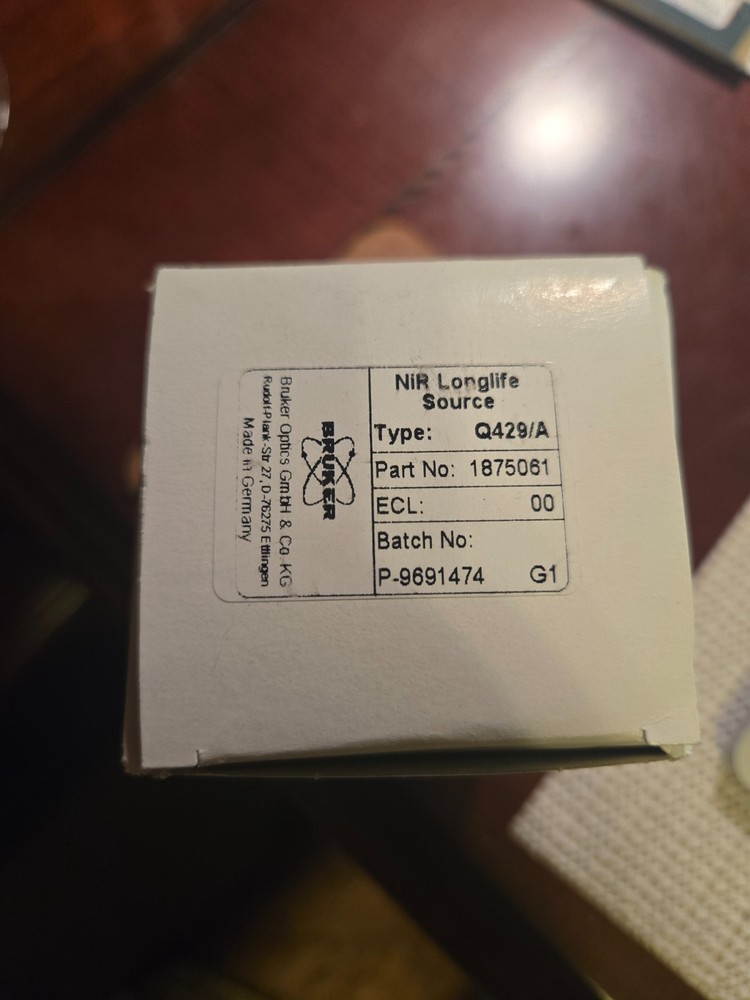 NiR Longlife
Source
Type: Q429/A
Part No: 1875061
ECL: 00
Batch No:
P-9691474 G1
BRUKER
Bruker Optics GmbH & Co. KG
Rudolf-Plank-Str 27, D-76275 Ettlingen
Made in Germany